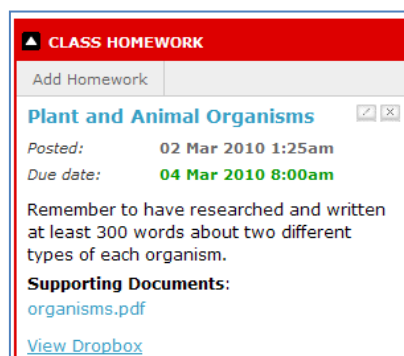 CLASS HOMEWORK
Add Homework
Plant and Animal Organisms
Posted: 02 Mar 2010 1:25am
Due date: 04 Mar 2010 8:00am
Remember to have researched and written
at least 300 words about two different
types of each organism.
Supporting Documents:
organisms.pdf
View Dropbox